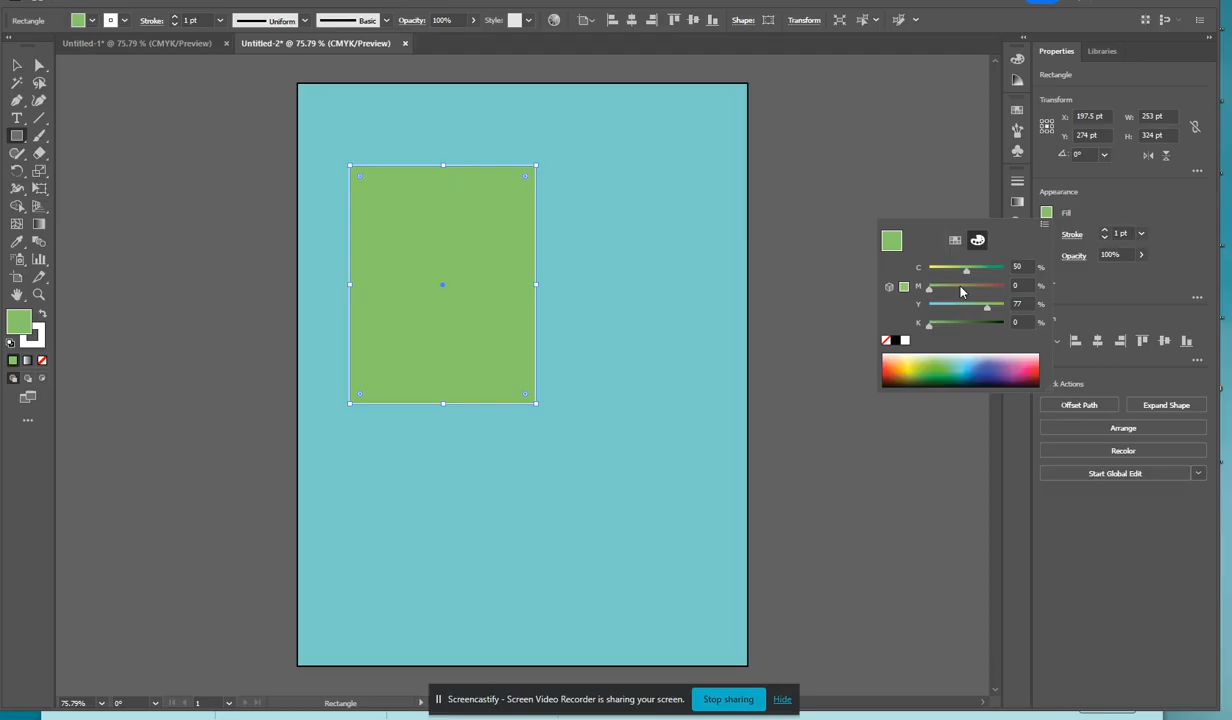 Rectangle Stroke: 1 pt Uniform Basic Opacity: 100% Style: Shape: Transform
Untitled-1* @ 75.79 % (CMYK/Preview) × Untitled-2* @ 75.79 % (CMYK/Preview) ×
Properties Libraries
Rectangle
Transform
X: 197.5 pt W: 253 pt
Y: 274 pt H: 324 pt
0°
Appearance
Fill
Stroke 1 pt
Opacity 100%
C 50 %
M 0 %
Y 77 %
K 0 %
ck Actions
Offset Path Expand Shape
Arrange
Recolor
Start Global Edit
75.79% 0° 1 Rectangle
Screencastify - Screen Video Recorder is sharing your screen. Stop sharing Hide